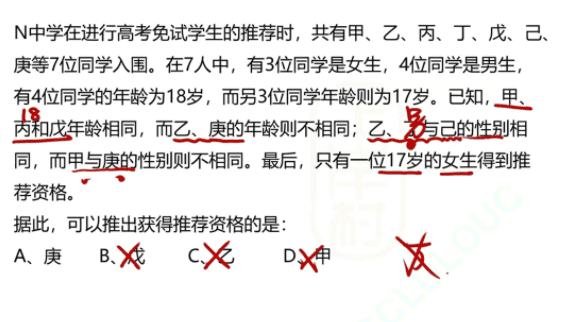 N中学在进行高考免试学生的推荐时，共有甲、乙、丙、丁、戊、己、
庚等7位同学入围。在7人中，有3位同学是女生，4位同学是男生，
有4位同学的年龄为18岁，而另3位同学年龄则为17岁。已知，甲、
18
丙和戊年龄相同，而乙、庚的年龄则不相同；乙、与己的性别相
同，而甲与庚的性别则不相同。最后，只有一位17岁的女生得到推
荐资格。
据此，可以推出获得推荐资格的是：
A、庚 B、戊 C、乙 D、甲